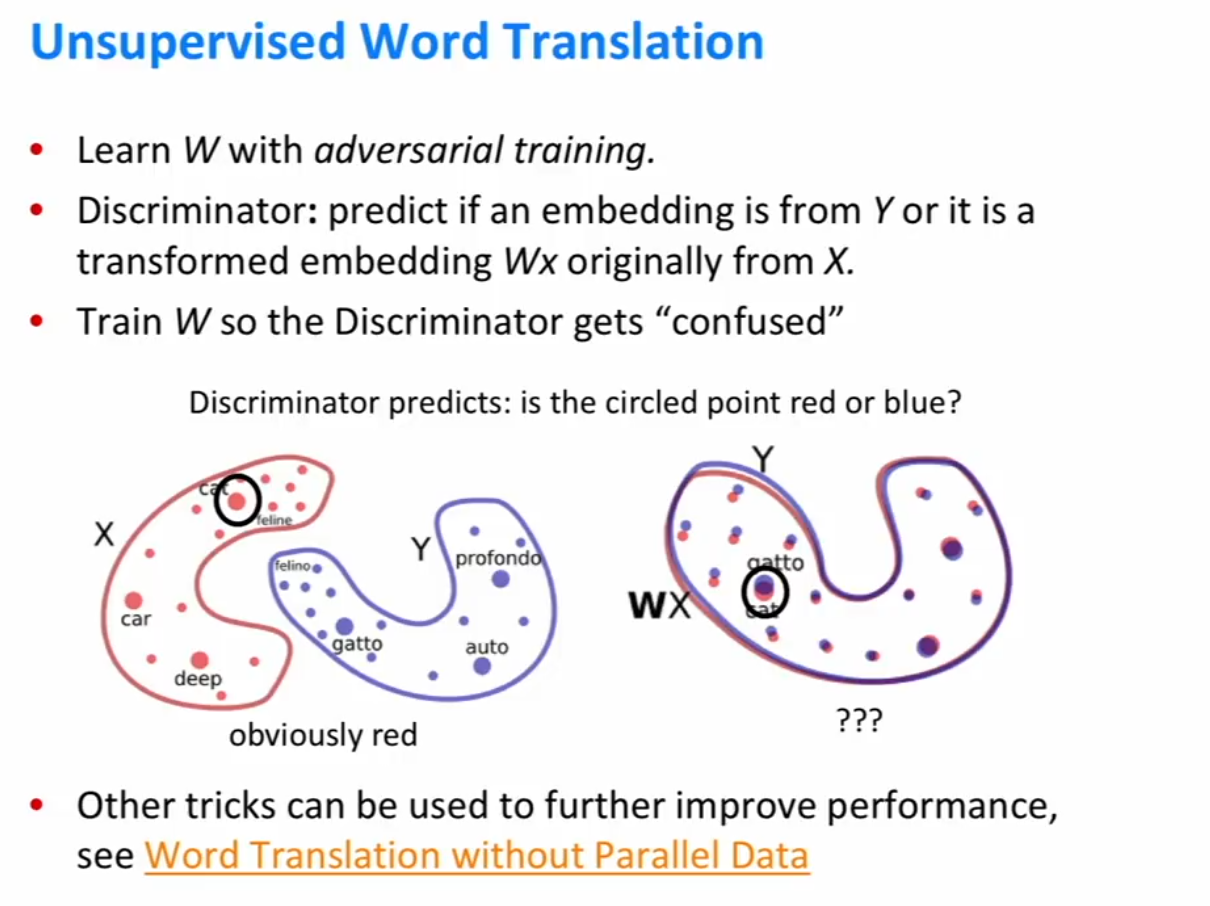 Unsupervised Word Translation
• Learn W with adversarial training.
• Discriminator: predict if an embedding is from Y or it is a
transformed embedding Wx originally from X.
• Train W so the Discriminator gets “confused”
Discriminator predicts: is the circled point red or blue?
X
cat
feline
car
deep
obviously red
Y
felino
profondo
gatto
auto
Y
WX
gatto
cat
???
• Other tricks can be used to further improve performance,
see Word Translation without Parallel Data